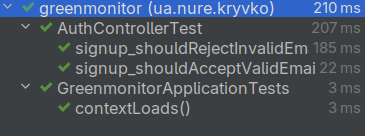 greenmonitor (ua.nure.kryvko) 210 ms
AuthControllerTest 207 ms
signup_shouldRejectInvalidEm 185 ms
signup_shouldAcceptValidEmai 22 ms
GreenmonitorApplicationTests 3 ms
contextLoads() 3 ms